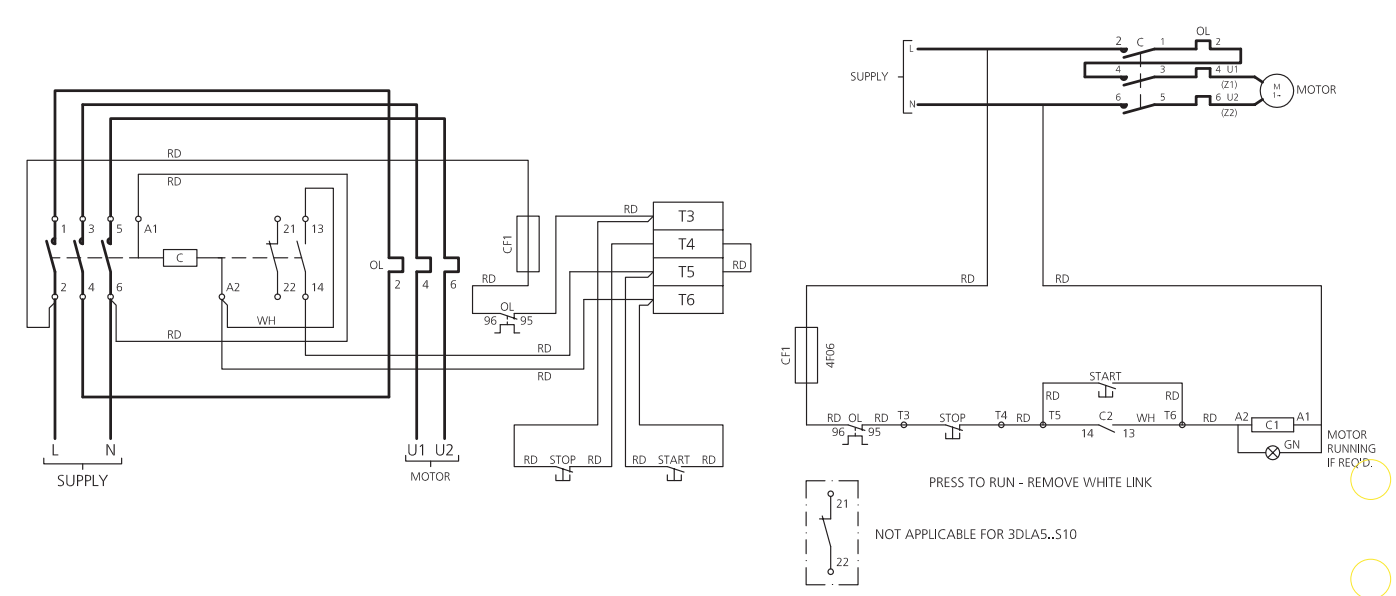 RD
RD
1
3
5
A1
21
13
C
2
4
6
A2
22
14
WH
RD
OL
2
4
6
RD
CF1
RD
OL
96
95
RD
RD
T3
T4
T5
T6
RD
L
N
SUPPLY
U1
U2
MOTOR
RD
STOP
RD
RD
START
RD
SUPPLY
L
N
2
C
1
OL
2
4
3
4
U1
(Z1)
6
5
6
U2
(Z2)
M
1~
MOTOR
RD
RD
CF1
4F06
START
RD
RD
RD
OL
RD
T3
STOP
T4
RD
T5
C2
WH
T6
RD
A2
C1
A1
96
95
14
13
GN
MOTOR
RUNNING
IF REQ'D.
PRESS TO RUN - REMOVE WHITE LINK
21
22
NOT APPLICABLE FOR 3DLA5..S10